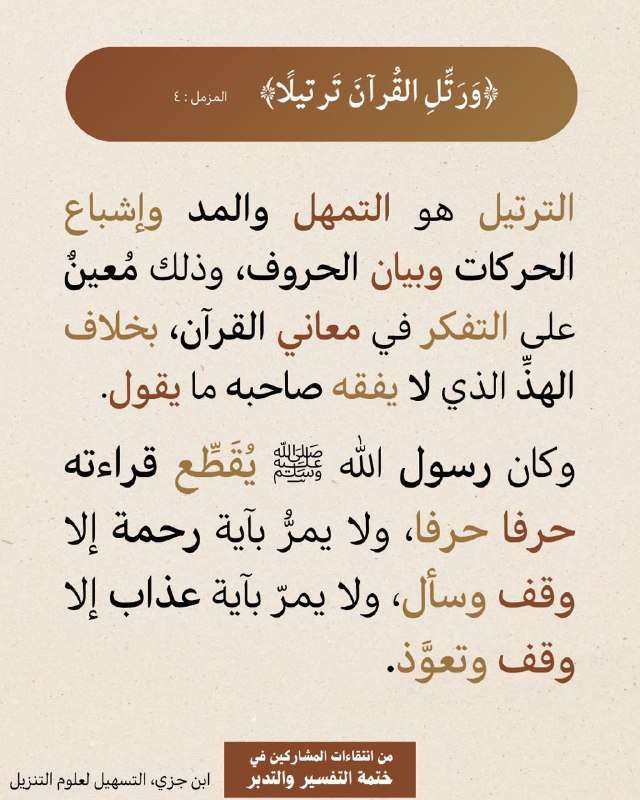 ﴿وَرَتِّلِ القُرآنَ تَرتيلًا﴾ المزمل : ٤
الترتيل هو التمهل والمد وإشباع
الحركات وبيان الحروف، وذلك مُعينٌ
على التفكر في معاني القرآن، بخلاف
الهذِّ الذي لا يفقه صاحبه ما يقول.
وكان رسول الله ﷺ يُقَطِّع قراءته
حرفا حرفا، ولا يمرُّ بآية رحمة إلا
وقف وسأل، ولا يمرّ بآية عذاب إلا
وقف وتعوَّذ.
من انتقاءات المشاركين في
ختمة التفسير والتدبر
ابن جزي، التسهيل لعلوم التنزيل